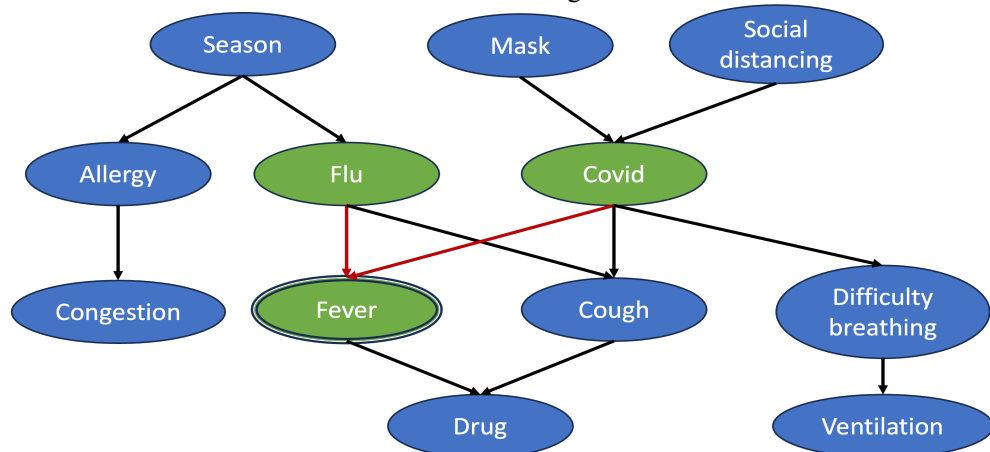 Season
Mask
Social
distancing
Allergy
Flu
Covid
Congestion
Fever
Cough
Difficulty
breathing
Drug
Ventilation